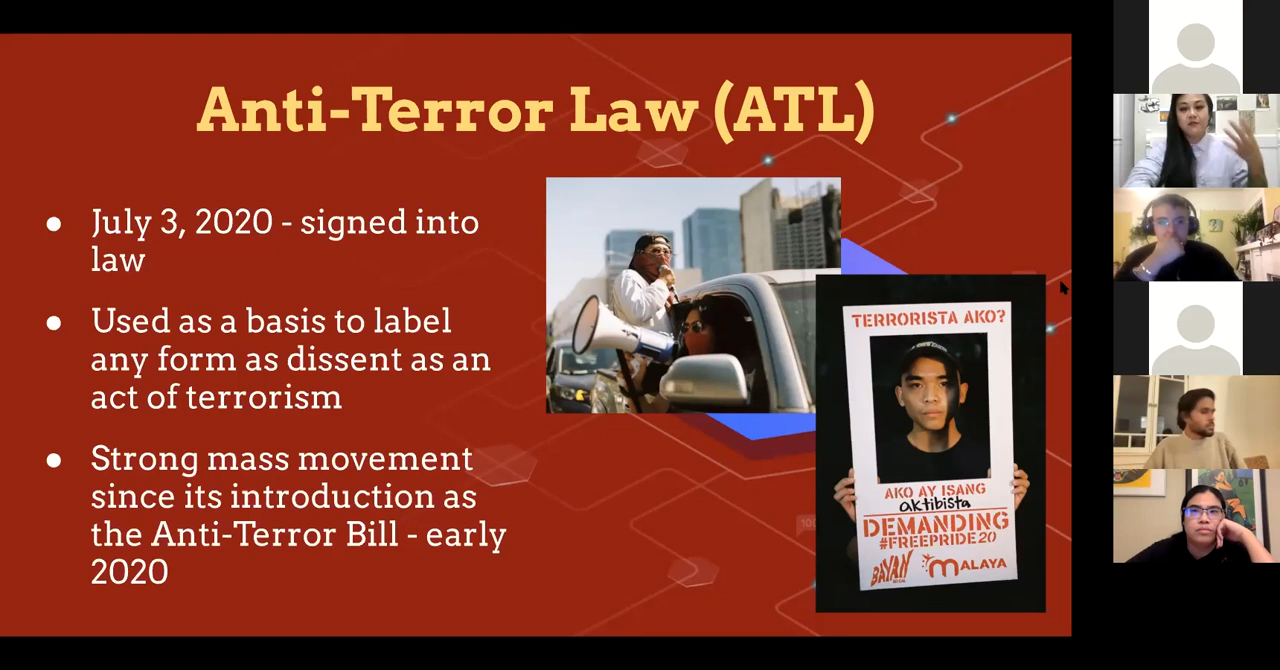 Anti-Terror Law (ATL)
● July 3, 2020 - signed into
law
● Used as a basis to label
any form as dissent as an
act of terrorism
● Strong mass movement
since its introduction as
the Anti-Terror Bill - early
2020
TERRORISTA AKO?
AKO AY ISANG
aktibista
DEMANDING
#FREEPRIDE20
BAYAN
MALAYA